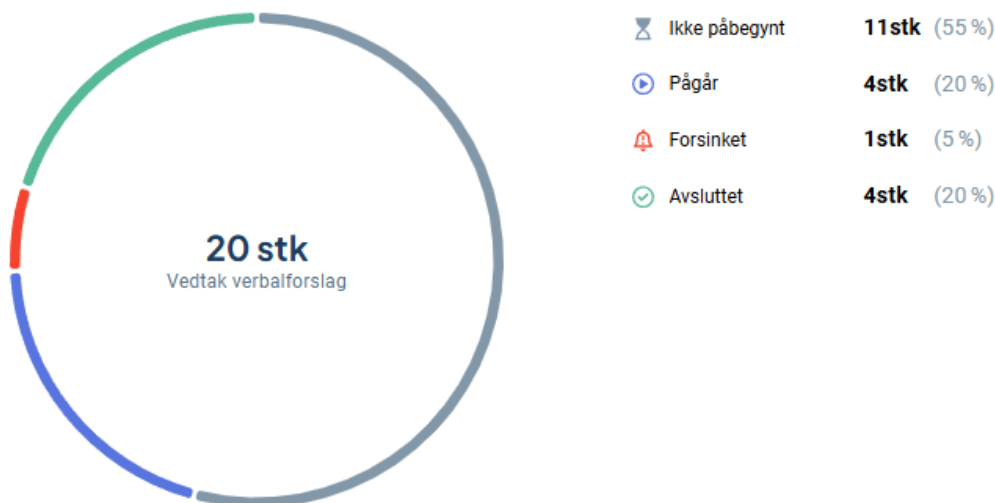 20 stk
Vedtak verbalforslag
Ikke påbegynt 11stk (55 %)
Pågår 4stk (20 %)
Forsinket 1stk (5 %)
Avsluttet 4stk (20 %)